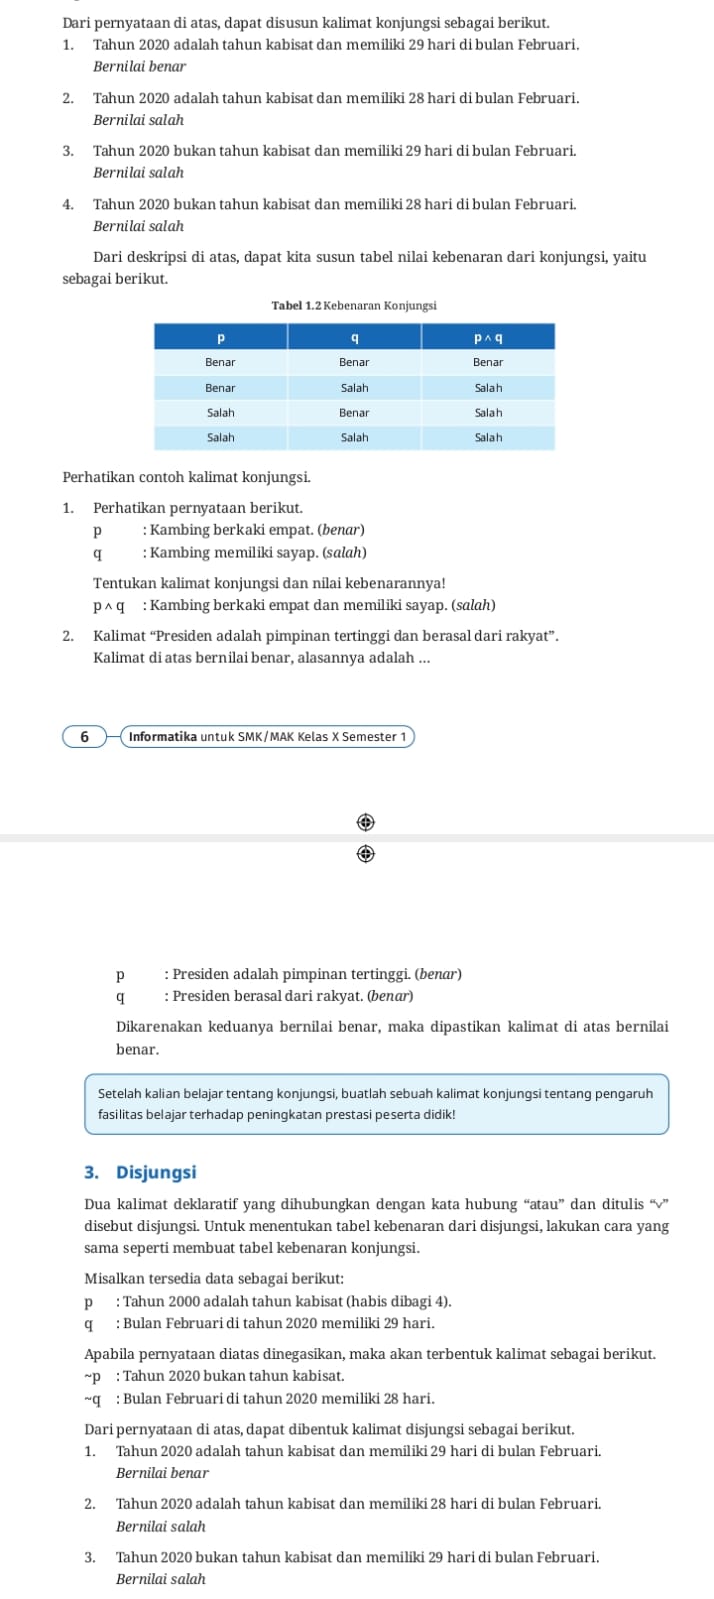 Dari pernyataan di atas, dapat disusun kalimat konjungsi sebagai berikut.
1. Tahun 2020 adalah tahun kabisat dan memiliki 29 hari di bulan Februari.
Bernilai benar
2. Tahun 2020 adalah tahun kabisat dan memiliki 28 hari di bulan Februari.
Bernilai salah
3. Tahun 2020 bukan tahun kabisat dan memiliki 29 hari di bulan Februari.
Bernilai salah
4. Tahun 2020 bukan tahun kabisat dan memiliki 28 hari di bulan Februari.
Bernilai salah
Dari deskripsi di atas, dapat kita susun tabel nilai kebenaran dari konjungsi, yaitu
sebagai berikut.
Tabel 1.2 Kebenaran Konjungsi
p q p ∧ q
Benar Benar Benar
Benar Salah Salah
Salah Benar Salah
Salah Salah Salah
Perhatikan contoh kalimat konjungsi.
1. Perhatikan pernyataan berikut.
p : Kambing berkaki empat. (benar)
q : Kambing memiliki sayap. (salah)
Tentukan kalimat konjungsi dan nilai kebenarannya!
p ∧ q : Kambing berkaki empat dan memiliki sayap. (salah)
2. Kalimat “Presiden adalah pimpinan tertinggi dan berasal dari rakyat”.
Kalimat di atas bernilai benar, alasannya adalah ...
6 Informatika untuk SMK/MAK Kelas X Semester 1
p : Presiden adalah pimpinan tertinggi. (benar)
q : Presiden berasal dari rakyat. (benar)
Dikarenakan keduanya bernilai benar, maka dipastikan kalimat di atas bernilai
benar.
Setelah kalian belajar tentang konjungsi, buatlah sebuah kalimat konjungsi tentang pengaruh
fasilitas belajar terhadap peningkatan prestasi peserta didik!
3. Disjungsi
Dua kalimat deklaratif yang dihubungkan dengan kata hubung “atau” dan ditulis “∨”
disebut disjungsi. Untuk menentukan tabel kebenaran dari disjungsi, lakukan cara yang
sama seperti membuat tabel kebenaran konjungsi.
Misalkan tersedia data sebagai berikut:
p : Tahun 2000 adalah tahun kabisat (habis dibagi 4).
q : Bulan Februari di tahun 2020 memiliki 29 hari.
Apabila pernyataan diatas dinegasikan, maka akan terbentuk kalimat sebagai berikut.
~p : Tahun 2020 bukan tahun kabisat.
~q : Bulan Februari di tahun 2020 memiliki 28 hari.
Dari pernyataan di atas, dapat dibentuk kalimat disjungsi sebagai berikut.
1. Tahun 2020 adalah tahun kabisat dan memiliki 29 hari di bulan Februari.
Bernilai benar
2. Tahun 2020 adalah tahun kabisat dan memiliki 28 hari di bulan Februari.
Bernilai salah
3. Tahun 2020 bukan tahun kabisat dan memiliki 29 hari di bulan Februari.
Bernilai salah